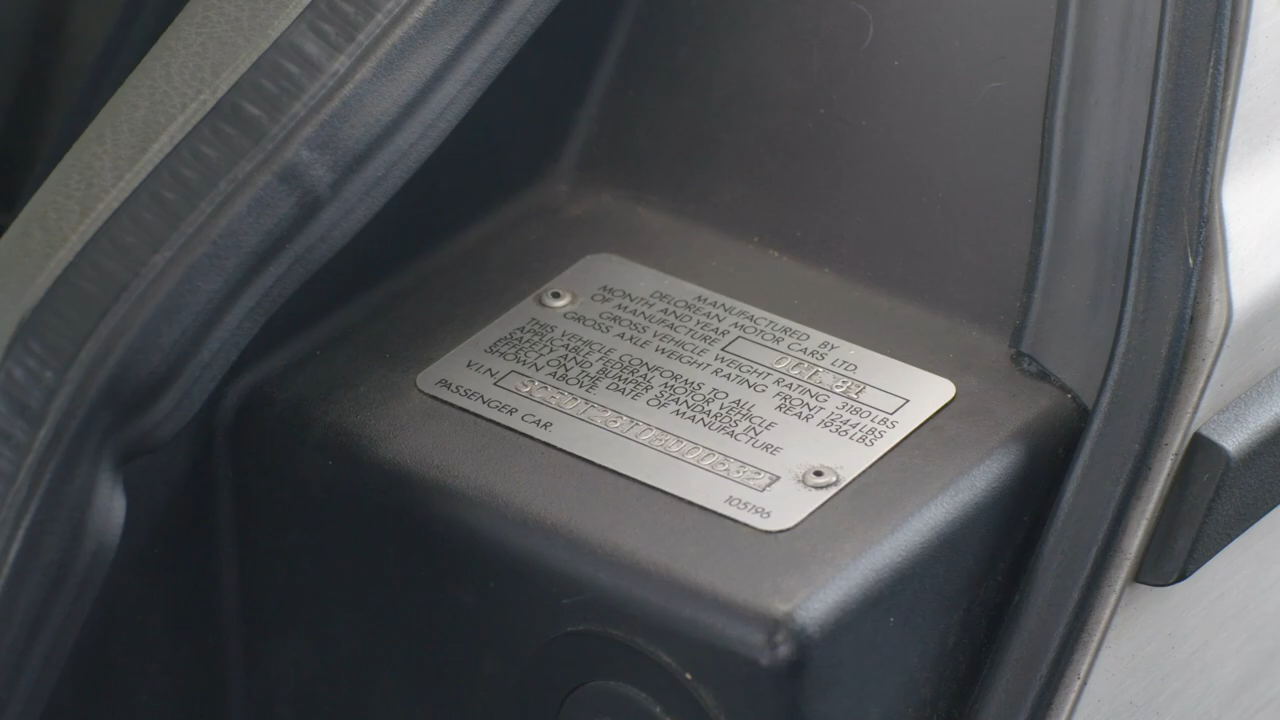 MANUFACTURED BY
DELOREAN MOTOR CARS LTD.
MONTH AND YEAR
OF MANUFACTURE OCT. 81
GROSS VEHICLE WEIGHT RATING 3180 LBS
GROSS AXLE WEIGHT RATING FRONT 1244 LBS
REAR 1936 LBS
THIS VEHICLE CONFORMS TO ALL
APPLICABLE FEDERAL MOTOR VEHICLE
SAFETY AND BUMPER STANDARDS IN
EFFECT ON THE DATE OF MANUFACTURE
SHOWN ABOVE.
V.I.N.
PASSENGER CAR.
105196